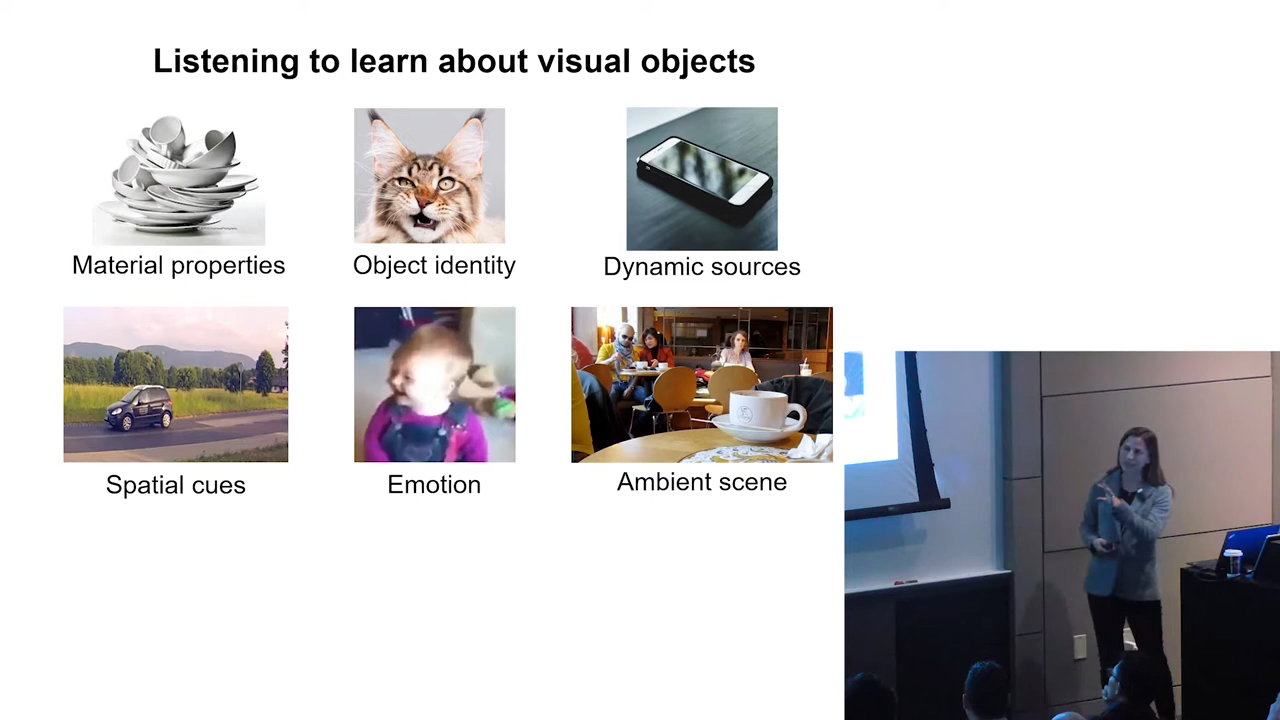 Listening to learn about visual objects
Material properties
Object identity
Dynamic sources
Spatial cues
Emotion
Ambient scene